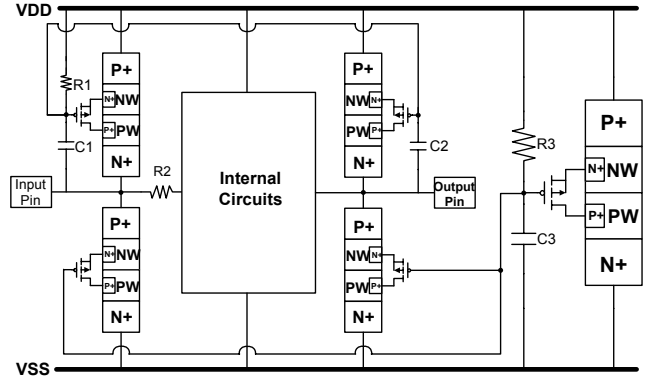 VDD
P+
P+
R1
N+ NW
NW N+
P+
P+ PW
PW P+
C1
C2
R3
N+
N+
N+ NW
Input
Pin
R2
Internal
Circuits
Output
Pin
P+ PW
P+
P+
C3
N+ NW
NW N+
N+
P+ PW
PW P+
N+
N+
VSS